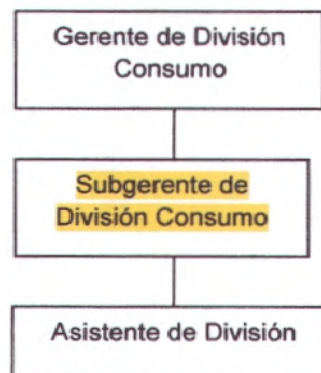 Gerente de División
Consumo
Subgerente de
División Consumo
Asistente de División